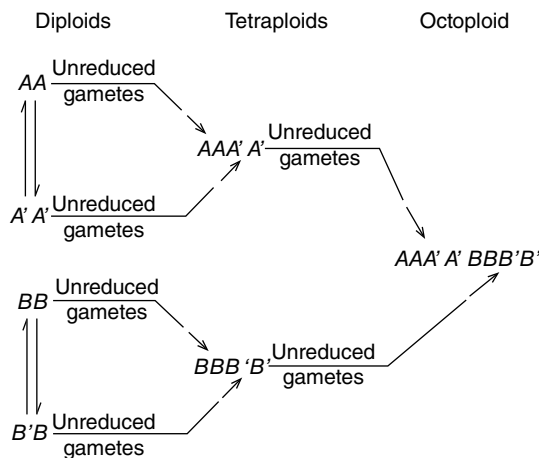 Diploids Tetraploids Octoploid
AA Unreduced gametes
AAA' A' Unreduced gametes
A' A' Unreduced gametes
AAA' A' BBB'B'
BB Unreduced gametes
BBB 'B' Unreduced gametes
B'B Unreduced gametes